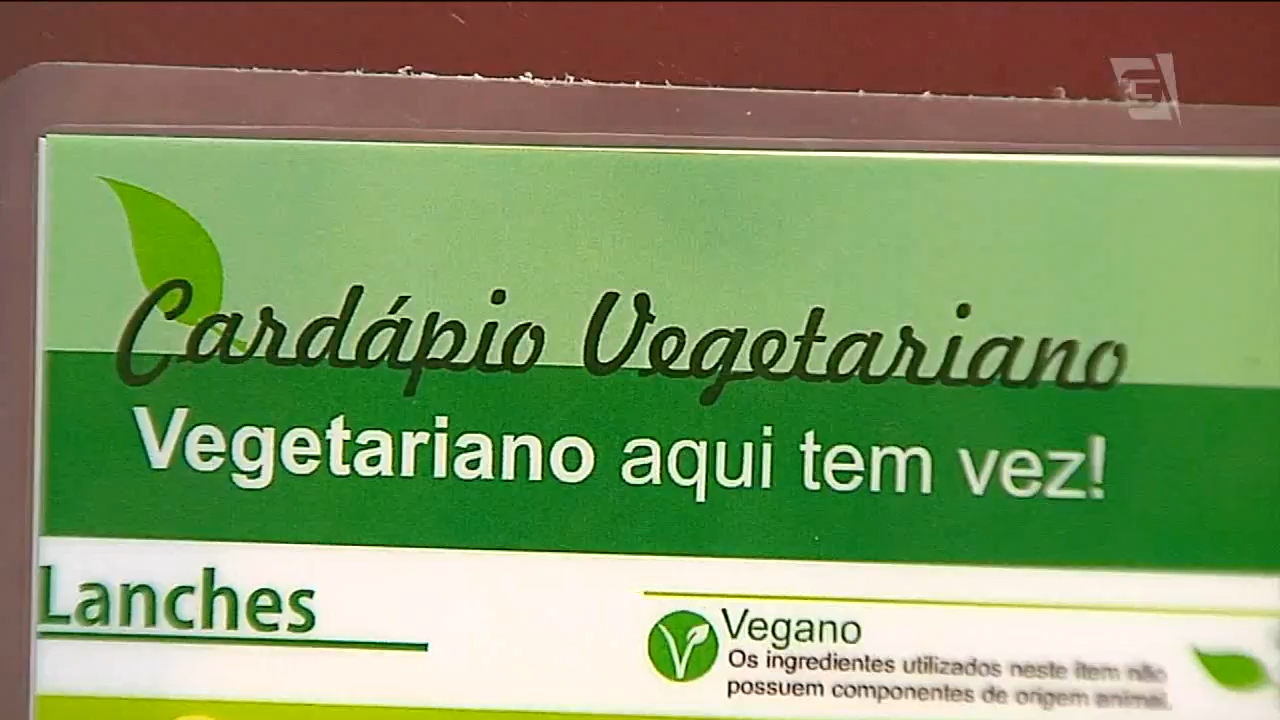 Cardápio Vegetariano
Vegetariano aqui tem vez!
Lanches
Vegano
Os ingredientes utilizados neste item não
possuem componentes de origem animal.